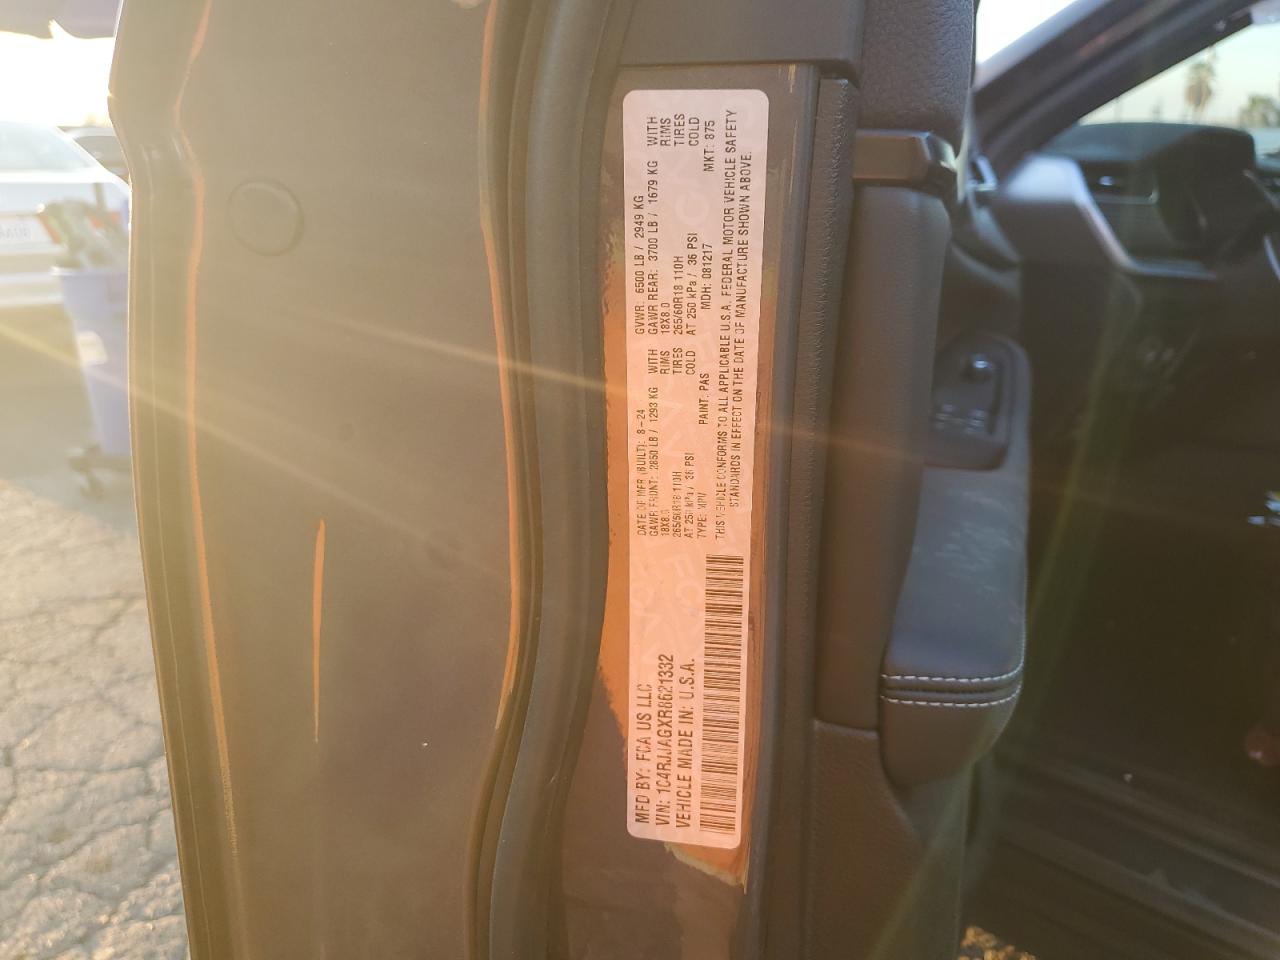 MFD BY: FCA US LLC
VIN: 1C4RJJAGXR8621332
VEHICLE MADE IN: U.S.A.
DATE OF MFR (BUILT): 8-24
GAWR FRONT: 2850 LB / 1293 KG WITH
18X8.0 RIMS
265/60R18 110H TIRES
AT 250 kPa / 36 PSI COLD
TYPE: MPV PAINT: PAS
GVWR: 6500 LB / 2949 KG
GAWR REAR: 3700 LB / 1679 KG WITH
18X8.0 RIMS
265/60R18 110H TIRES
AT 250 kPa / 36 PSI COLD
MDH: 081217 MKT: 875
THIS VEHICLE CONFORMS TO ALL APPLICABLE U.S.A. FEDERAL MOTOR VEHICLE SAFETY
STANDARDS IN EFFECT ON THE DATE OF MANUFACTURE SHOWN ABOVE.